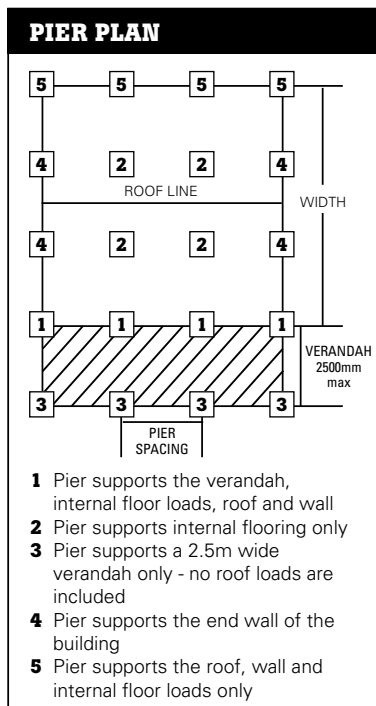 PIER PLAN
5 5 5 5
4 2 2 4
ROOF LINE
WIDTH
4 2 2 4
1 1 1 1
VERANDAH
2500mm
max
3 3 3 3
PIER
SPACING
1 Pier supports the verandah,
internal floor loads, roof and wall
2 Pier supports internal flooring only
3 Pier supports a 2.5m wide
verandah only - no roof loads are
included
4 Pier supports the end wall of the
building
5 Pier supports the roof, wall and
internal floor loads only